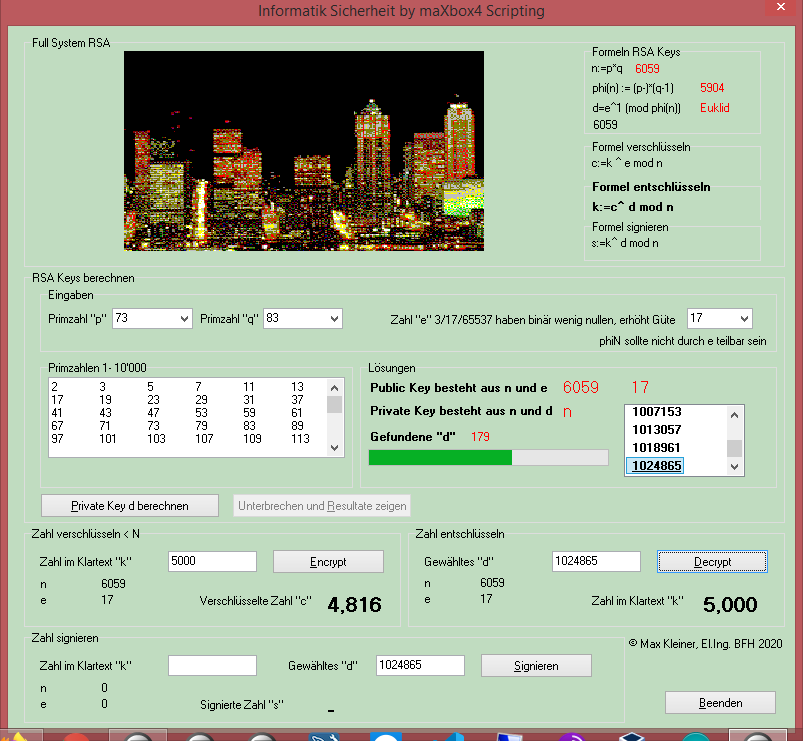 Informatik Sicherheit by maXbox4 Scripting
Full System RSA
Formeln RSA Keys
n:=p*q 6059
phi(n) := (p-)*(q-1) 5904
d=e^1 (mod phi(n)) Euklid
6059
Formel verschlüsseln
c:=k ^ e mod n
Formel entschlüsseln
k:=c^ d mod n
Formel signieren
s:=k^ d mod n
RSA Keys berechnen
Eingaben
Primzahl "p" 73 Primzahl "q" 83 Zahl "e" 3/17/65537 haben binär wenig nullen, erhöht Güte 17
phiN sollte nicht durch e teilbar sein
Primzahlen 1- 10'000
2 3 5 7 11 13
17 19 23 29 31 37
41 43 47 53 59 61
67 71 73 79 83 89
97 101 103 107 109 113
Lösungen
Public Key besteht aus n und e 6059 17
Private Key besteht aus n und d n
Gefundene "d" 179
1007153
1013057
1018961
1024865
Private Key d berechnen Unterbrechen und Resultate zeigen
Zahl verschlüsseln < N
Zahl im Klartext "k" 5000 Encrypt
n 6059
e 17 Verschlüsselte Zahl "c" 4,816
Zahl entschlüsseln
Gewähltes "d" 1024865 Decrypt
n 6059
e 17 Zahl im Klartext "k" 5,000
Zahl signieren
Zahl im Klartext "k" Gewähltes "d" 1024865 Signieren
n 0
e 0 Signierte Zahl "s" _
© Max Kleiner, El.Ing. BFH 2020
Beenden